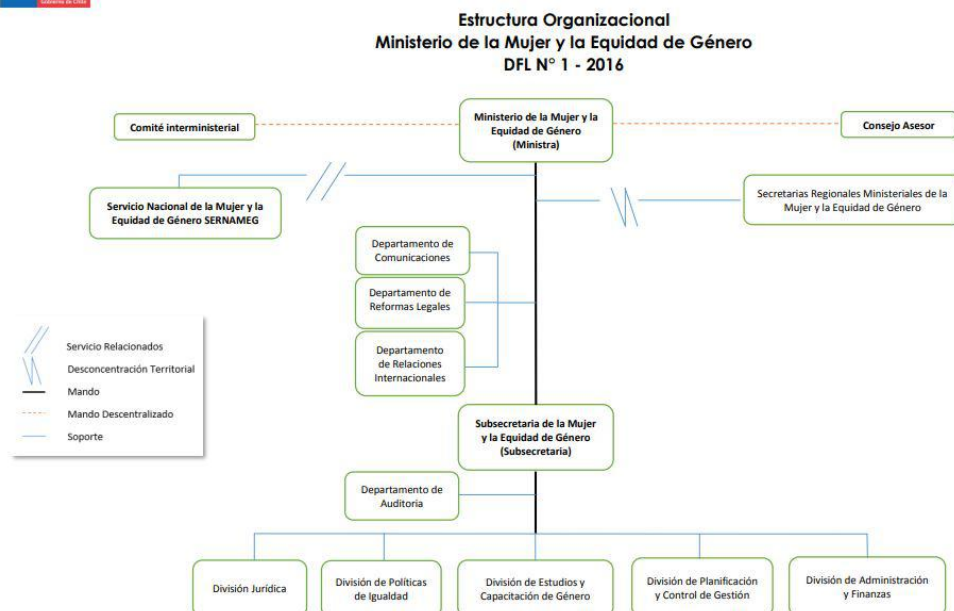 Gobierno de Chile
Estructura Organizacional
Ministerio de la Mujer y la Equidad de Género
DFL N° 1 - 2016
Comité interministerial
Ministerio de la Mujer y la
Equidad de Género
(Ministra)
Consejo Asesor
Servicio Nacional de la Mujer y la
Equidad de Género SERNAMEG
Secretarias Regionales Ministeriales de la
Mujer y la Equidad de Género
Departamento de
Comunicaciones
Departamento de
Reformas Legales
Departamento
de Relaciones
Internacionales
Servicio Relacionados
Desconcentración Territorial
Mando
Mando Descentralizado
Soporte
Subsecretaria de la Mujer
y la Equidad de Género
(Subsecretaria)
Departamento de
Auditoria
División Jurídica
División de Políticas
de Igualdad
División de Estudios y
Capacitación de Género
División de Planificación
y Control de Gestión
División de Administración
y Finanzas